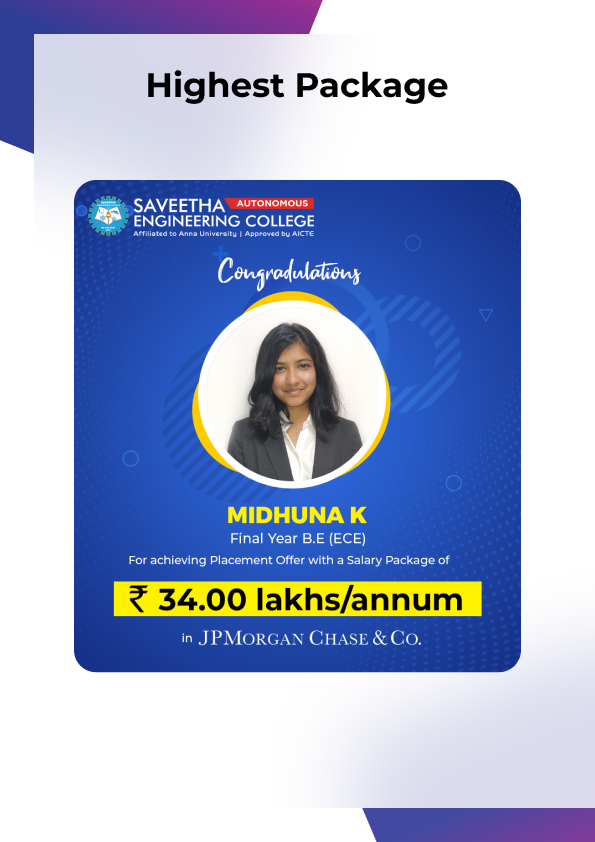 Highest Package
SAVEETHA AUTONOMOUS
ENGINEERING COLLEGE
Affiliated to Anna University | Approved by AICTE
Congradulations
MIDHUNA K
Final Year B.E (ECE)
For achieving Placement Offer with a Salary Package of
₹ 34.00 lakhs/annum
in JPMORGAN CHASE & CO.